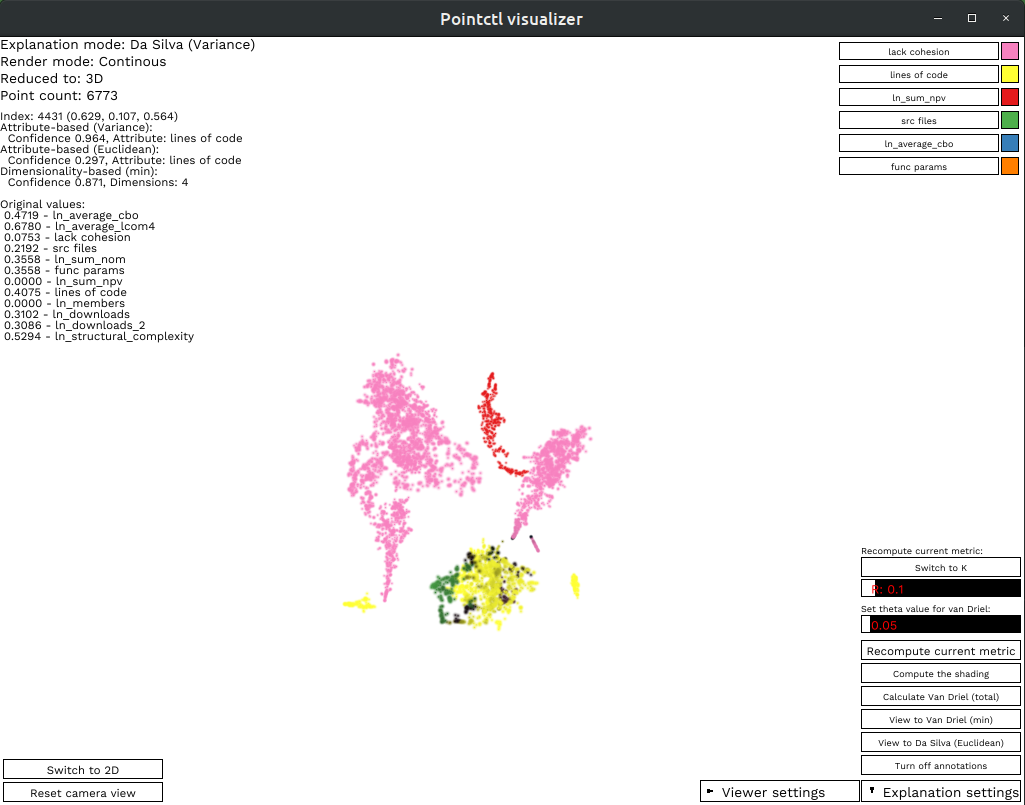 Pointctl visualizer
Explanation mode: Da Silva (Variance)
Render mode: Continous
Reduced to: 3D
Point count: 6773
Index: 4431 (0.629, 0.107, 0.564)
Attribute-based (Variance):
Confidence 0.964, Attribute: lines of code
Attribute-based (Euclidean):
Confidence 0.297, Attribute: lines of code
Dimensionality-based (min):
Confidence 0.871, Dimensions: 4
Original values:
0.4719 - ln_average_cbo
0.6780 - ln_average_lcom4
0.0753 - lack cohesion
0.2192 - src files
0.3558 - ln_sum_nom
0.3558 - func params
0.0000 - ln_sum_npv
0.4075 - lines of code
0.0000 - ln_members
0.3102 - ln_downloads
0.3086 - ln_downloads_2
0.5294 - ln_structural_complexity
lack cohesion
lines of code
ln_sum_npv
src files
ln_average_cbo
func params
Recompute current metric:
Switch to K
R: 0.1
Set theta value for van Driel:
0.05
Recompute current metric
Compute the shading
Calculate Van Driel (total)
View to Van Driel (min)
View to Da Silva (Euclidean)
Turn off annotations
Switch to 2D
Reset camera view
Viewer settings
Explanation settings